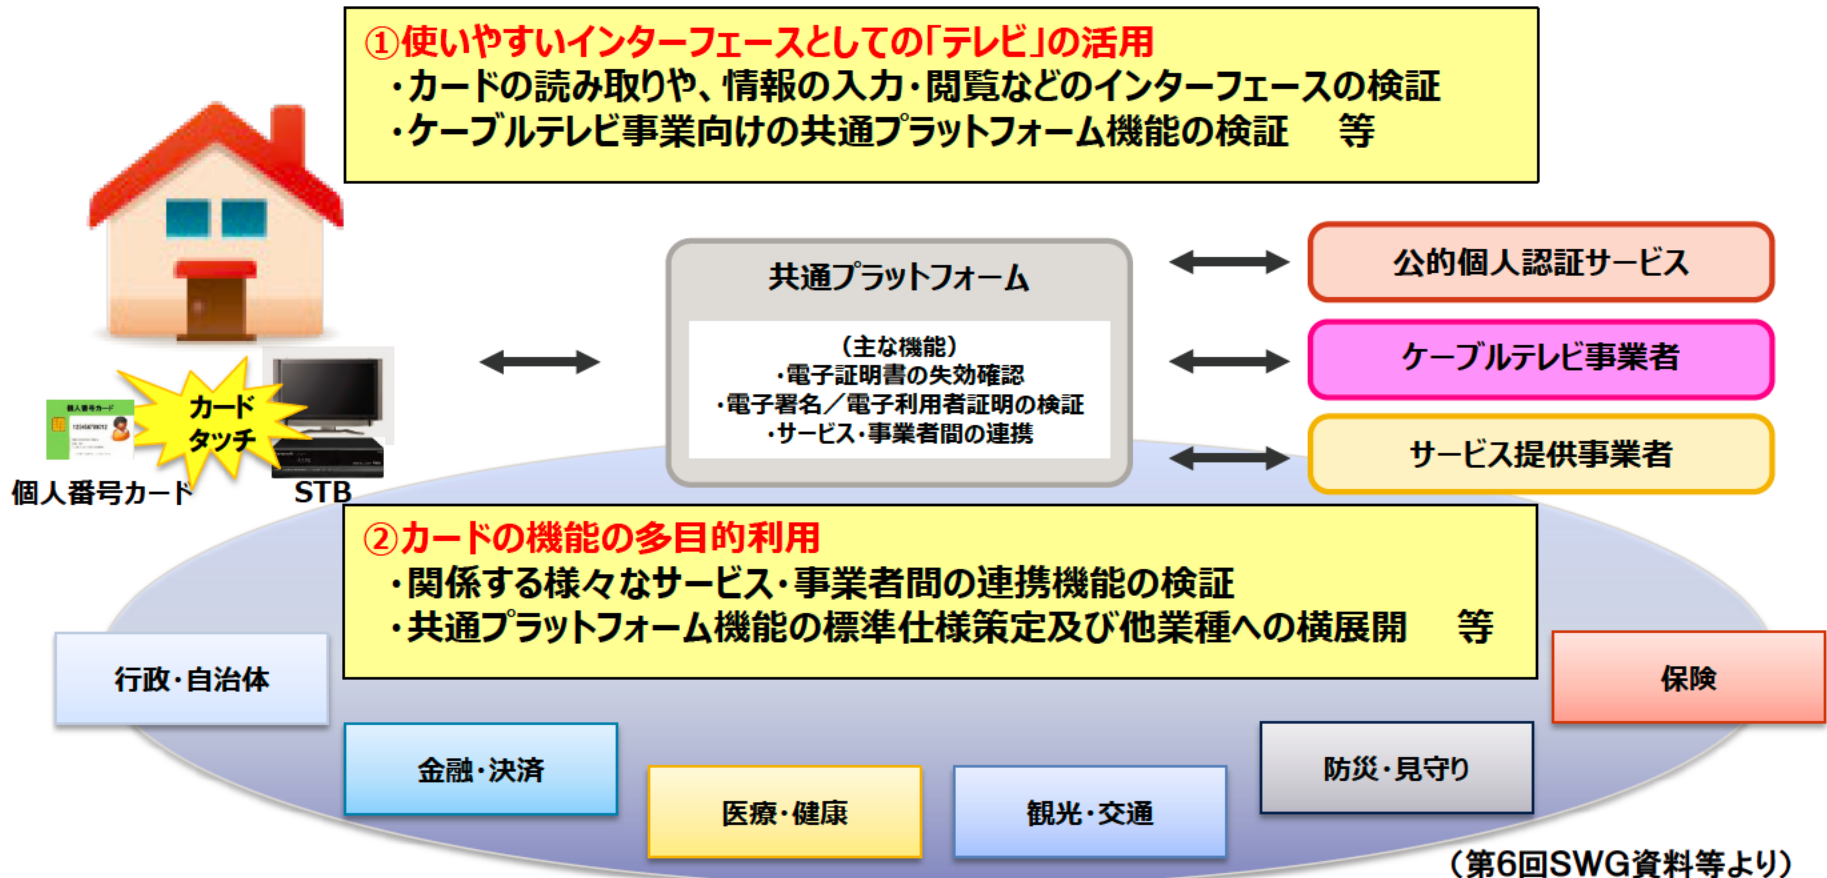 ①使いやすいインターフェースとしての「テレビ」の活用
・カードの読み取りや、情報の入力・閲覧などのインターフェースの検証
・ケーブルテレビ事業向けの共通プラットフォーム機能の検証　等
共通プラットフォーム
（主な機能）
・電子証明書の失効確認
・電子署名／電子利用者証明の検証
・サービス・事業者間の連携
公的個人認証サービス
ケーブルテレビ事業者
サービス提供事業者
カード
タッチ
個人番号カード
個人番号カード
STB
②カードの機能の多目的利用
・関係する様々なサービス・事業者間の連携機能の検証
・共通プラットフォーム機能の標準仕様策定及び他業種への横展開　等
行政・自治体
金融・決済
医療・健康
観光・交通
防災・見守り
保険
（第6回SWG資料等より）